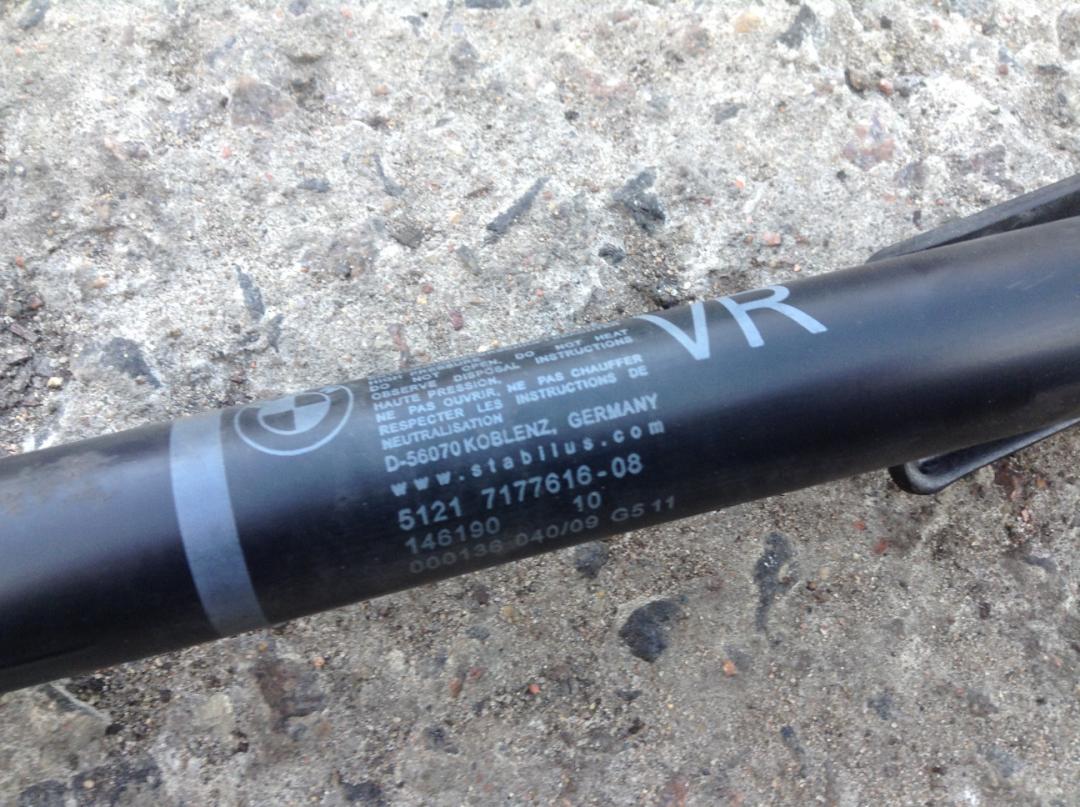 VR
DO NOT OPEN, DO NOT HEAT
OBSERVE DISPOSAL INSTRUCTIONS
HAUTE PRESSION, NE PAS CHAUFFER
NE PAS OUVRIR,
RESPECTER LES INSTRUCTIONS DE
NEUTRALISATION
D-56070 KOBLENZ, GERMANY
www.stabilus.com
5121 7177616-08
146190 10
000136 040/09 G5 11